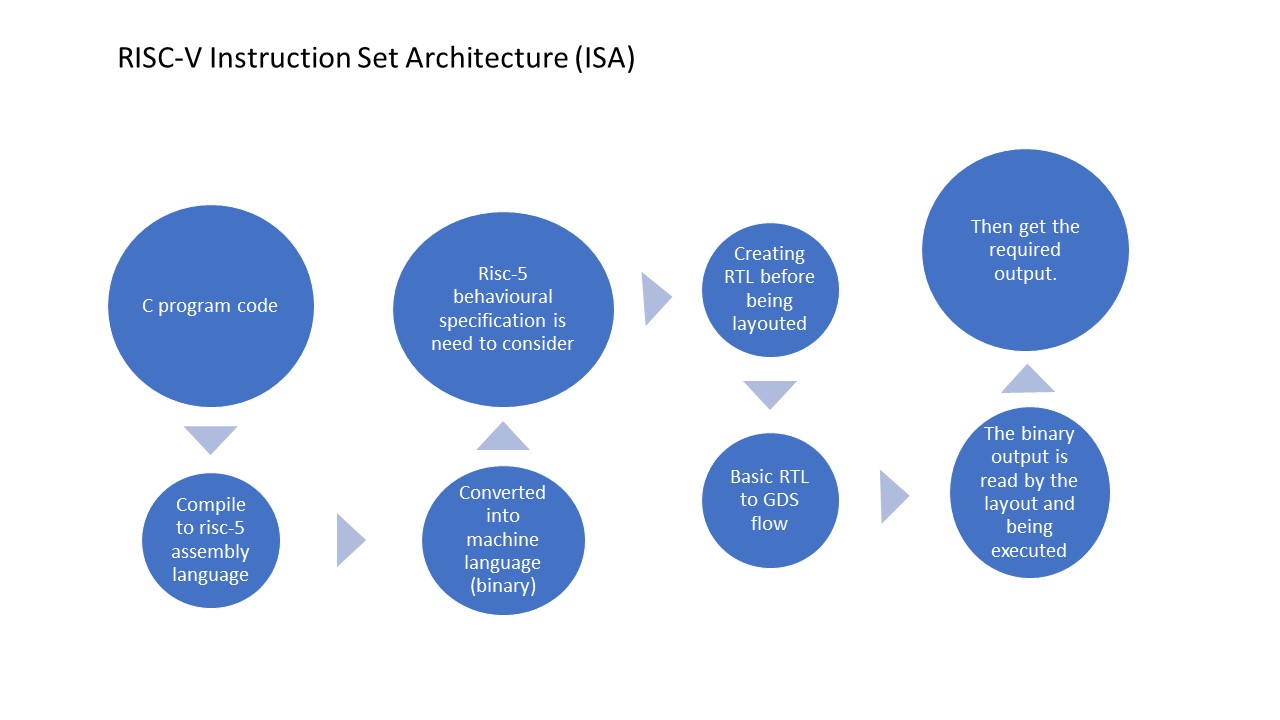 RISC-V Instruction Set Architecture (ISA)
C program code
Compile
to risc-5
assembly
language
Converted
into
machine
language
(binary)
Risc-5
behavioural
specification is
need to consider
Creating
RTL before
being
layouted
Basic RTL
to GDS
flow
The binary
output is
read by the
layout and
being
executed
Then get the
required
output.